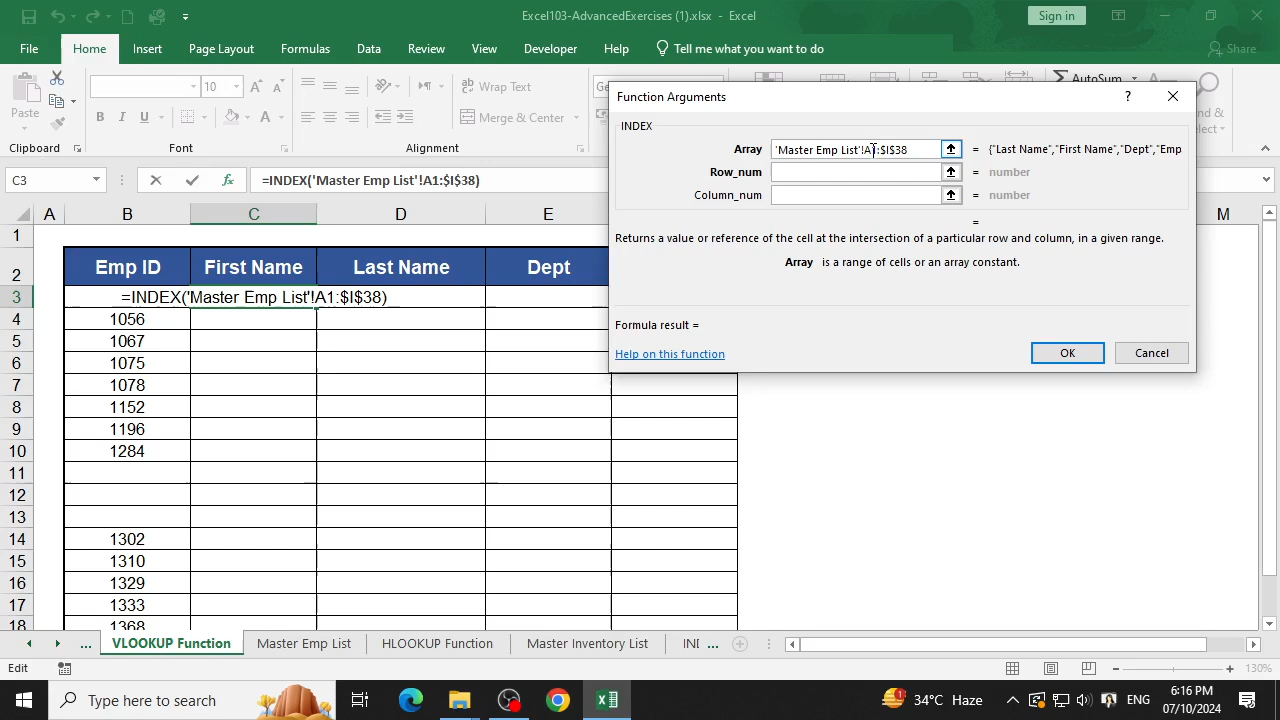 Excel103-AdvancedExercises (1).xlsx - Excel
Sign in
File Home Insert Page Layout Formulas Data Review View Developer Help Tell me what you want to do Share
Paste
10
Wrap Text
Merge & Center
AutoSum
Clipboard Font Alignment
Function Arguments
INDEX
Array 'Master Emp List'!A1:$I$38 = {"Last Name","First Name","Dept","Emp
Row_num = number
Column_num = number
=
Returns a value or reference of the cell at the intersection of a particular row and column, in a given range.
Array is a range of cells or an array constant.
Formula result =
Help on this function
OK Cancel
C3 =INDEX('Master Emp List'!A1:$I$38)
A B C D E M
1
2 Emp ID First Name Last Name Dept
3 =INDEX('Master Emp List'!A1:$I$38)
4 1056
5 1067
6 1075
7 1078
8 1152
9 1196
10 1284
11
12
13
14 1302
15 1310
16 1329
17 1333
18 1368
... VLOOKUP Function Master Emp List HLOOKUP Function Master Inventory List ...
Edit 130%
Type here to search
34°C Haze
ENG
6:16 PM
07/10/2024